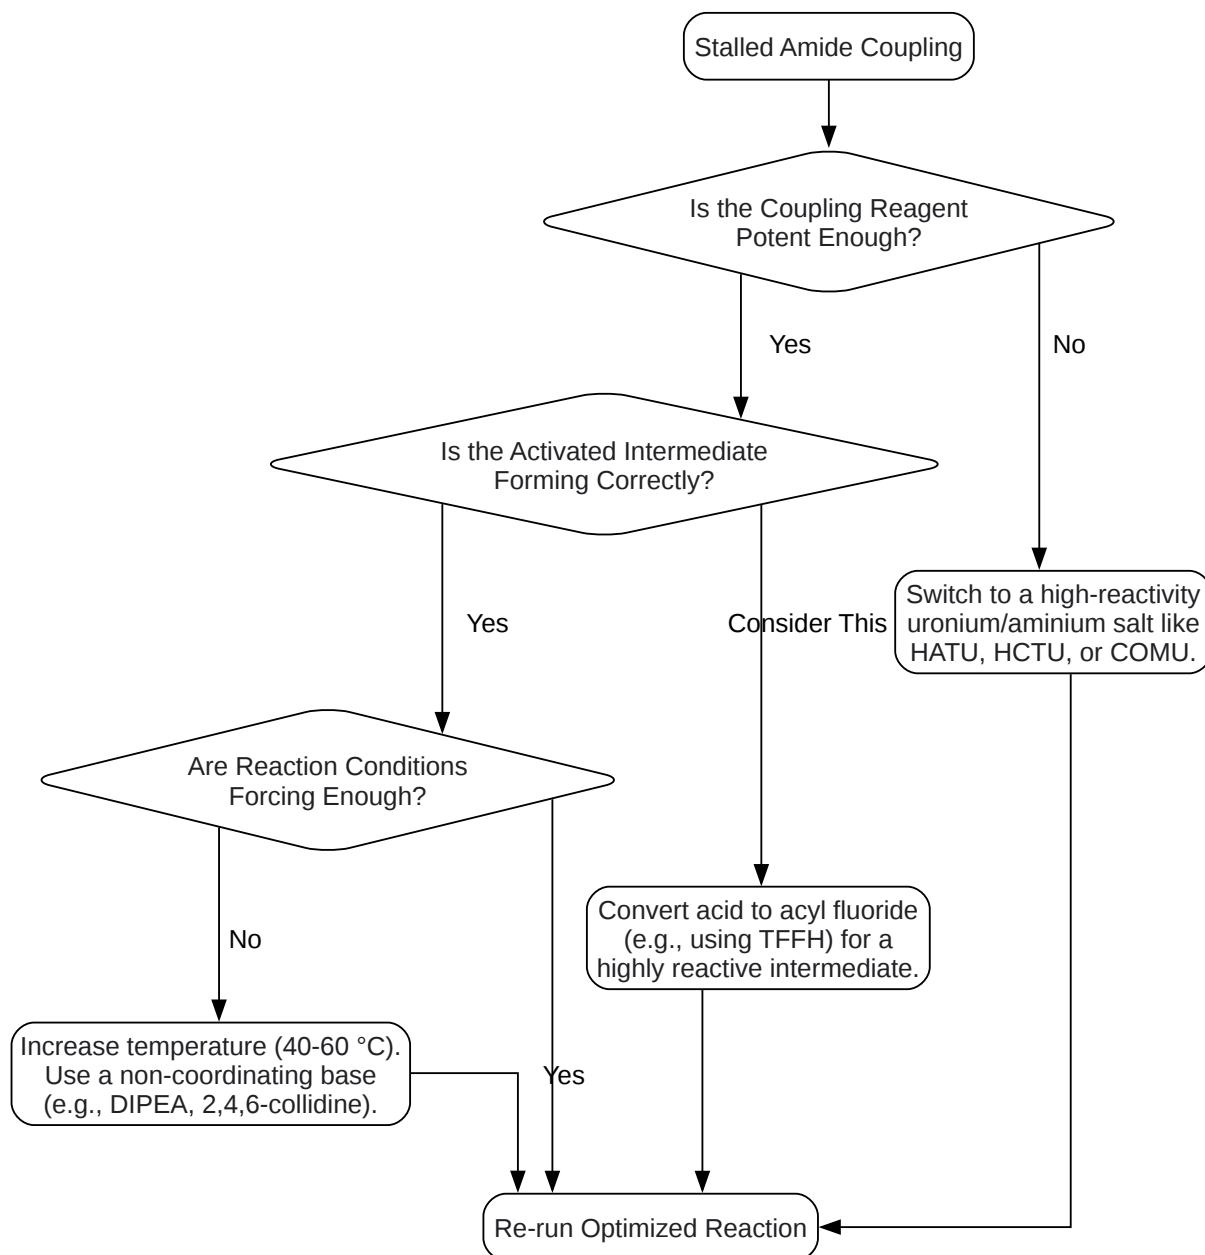 Stalled Amide Coupling
Is the Coupling Reagent
Potent Enough?
Yes
No
Is the Activated Intermediate
Forming Correctly?
Yes
Consider This
Switch to a high-reactivity
uronium/aminium salt like
HATU, HCTU, or COMU.
Are Reaction Conditions
Forcing Enough?
No
Convert acid to acyl fluoride
(e.g., using TFFH) for a
highly reactive intermediate.
Increase temperature (40-60 °C).
Use a non-coordinating base
(e.g., DIPEA, 2,4,6-collidine).
Yes
Re-run Optimized Reaction